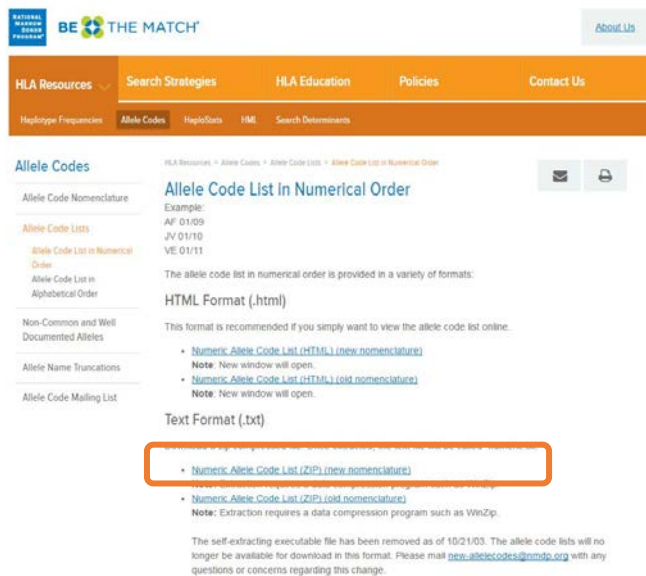 NATIONAL
MARROW
DONOR
PROGRAM®
BE THE MATCH®
About Us
HLA Resources
Search Strategies
HLA Education
Policies
Contact Us
Haplotype Frequencies
Allele Codes
HaploStats
HML
Search Determinants
Allele Codes
Allele Code Nomenclature
Allele Code Lists
Allele Code List in Numerical
Order
Allele Code List in
Alphabetical Order
Non-Common and Well
Documented Alleles
Allele Name Truncations
Allele Code Mailing List
HLA Resources > Allele Codes > Allele Code Lists > Allele Code List in Numerical Order
Allele Code List in Numerical Order
Example:
AF 01/09
JV 01/10
VE 01/11
The allele code list in numerical order is provided in a variety of formats:
HTML Format (.html)
This format is recommended if you simply want to view the allele code list online.
• Numeric Allele Code List (HTML) (new nomenclature)
Note: New window will open.
• Numeric Allele Code List (HTML) (old nomenclature)
Note: New window will open.
Text Format (.txt)
• Numeric Allele Code List (ZIP) (new nomenclature)
Note: Extraction requires a data compression program such as WinZip.
• Numeric Allele Code List (ZIP) (old nomenclature)
Note: Extraction requires a data compression program such as WinZip.
The self-extracting executable file has been removed as of 10/21/03. The allele code lists will no
longer be available for download in this format. Please mail new-allelecodes@nmdp.org with any
questions or concerns regarding this change.